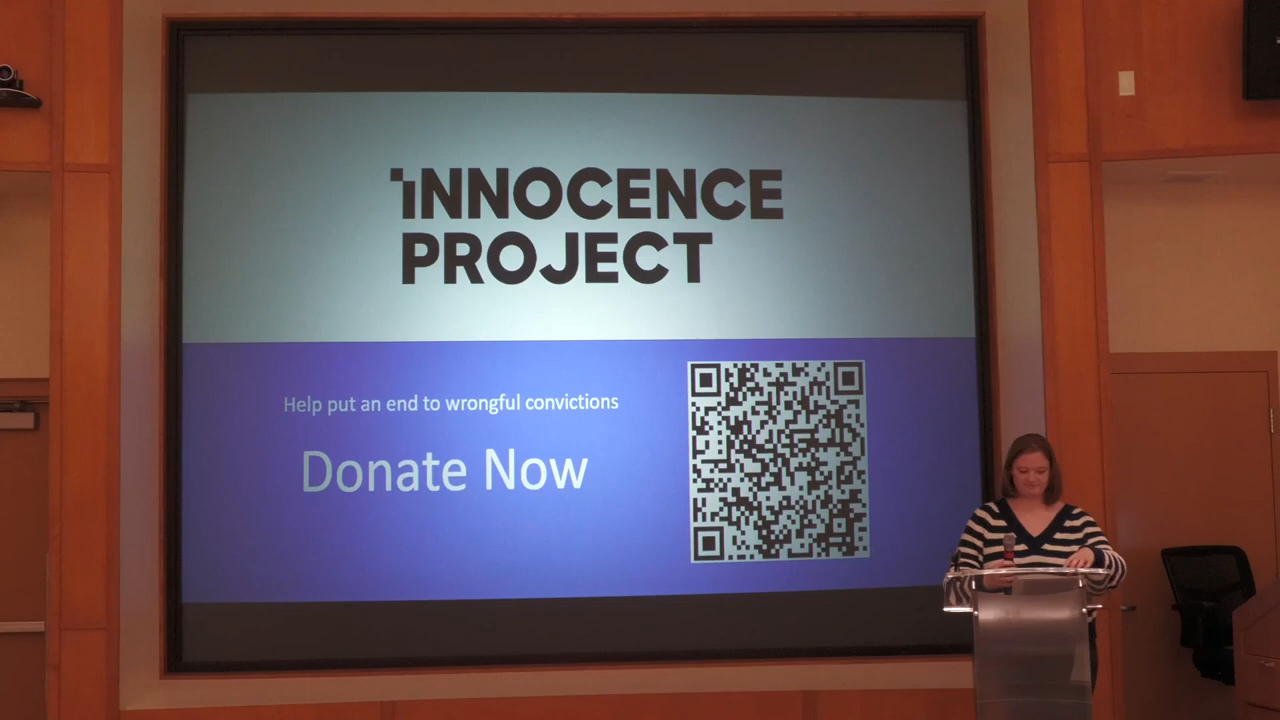 INNOCENCE
PROJECT
Help put an end to wrongful convictions
Donate Now